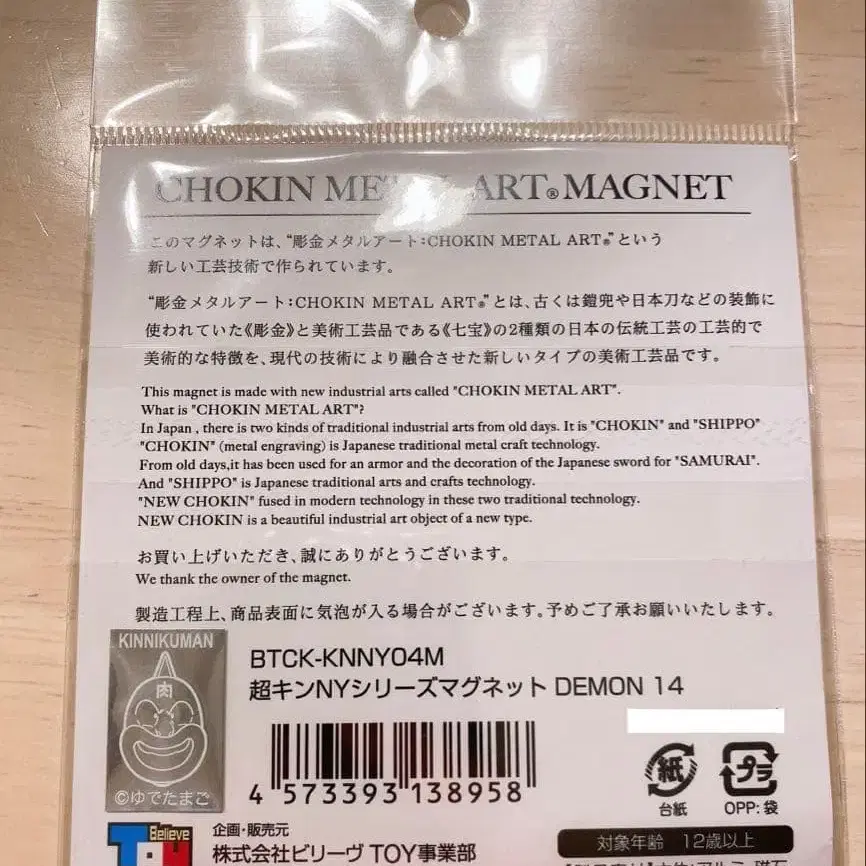 CHOKIN METAL ART® MAGNET
このマグネットは、“彫金メタルアート：CHOKIN METAL ART®”という
新しい工芸技術で作られています。
“彫金メタルアート：CHOKIN METAL ART®”とは、古くは鎧兜や日本刀などの装飾に
使われていた《彫金》と美術工芸品である《七宝》の2種類の日本の伝統工芸の工芸的で
美術的な特徴を、現代の技術により融合させた新しいタイプの美術工芸品です。
This magnet is made with new industrial arts called "CHOKIN METAL ART".
What is "CHOKIN METAL ART"?
In Japan , there is two kinds of traditional industrial arts from old days. It is "CHOKIN" and "SHIPPO"
"CHOKIN" (metal engraving) is Japanese traditional metal craft technology.
From old days,it has been used for an armor and the decoration of the Japanese sword for "SAMURAI".
And "SHIPPO" is Japanese traditional arts and crafts technology.
"NEW CHOKIN" fused in modern technology in these two traditional technology.
NEW CHOKIN is a beautiful industrial art object of a new type.
お買い上げいただき、誠にありがとうございます。
We thank the owner of the magnet.
製造工程上、商品表面に気泡が入る場合がございます。予めご了承お願いいたします。
KINNIKUMAN
肉
©ゆでたまご
BTCK-KNNY04M
超キンNYシリーズマグネット DEMON 14
4 573393 138958
紙
台紙
プラ
OPP:袋
Believe
TOY
企画・販売元
株式会社ビリーヴ TOY事業部
対象年齢 12歳以上